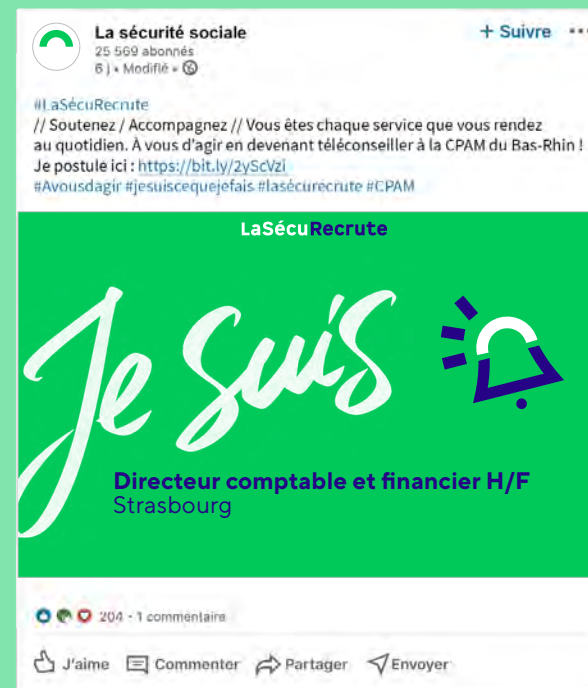 La sécurité sociale
25 569 abonnés
6 j • Modifié •
+ Suivre ...
#LaSécuRecrute
// Soutenez / Accompagnez // Vous êtes chaque service que vous rendez
au quotidien. À vous d'agir en devenant téléconseiller à la CPAM du Bas-Rhin !
Je postule ici : https://bit.ly/2yScVzi
#Avousdagir #jesuiscequejefais #lasécurecrute #CPAM
LaSécuRecrute
Je suis
Directeur comptable et financier H/F
Strasbourg
204 - 1 commentaire
J'aime Commenter Partager Envoyer